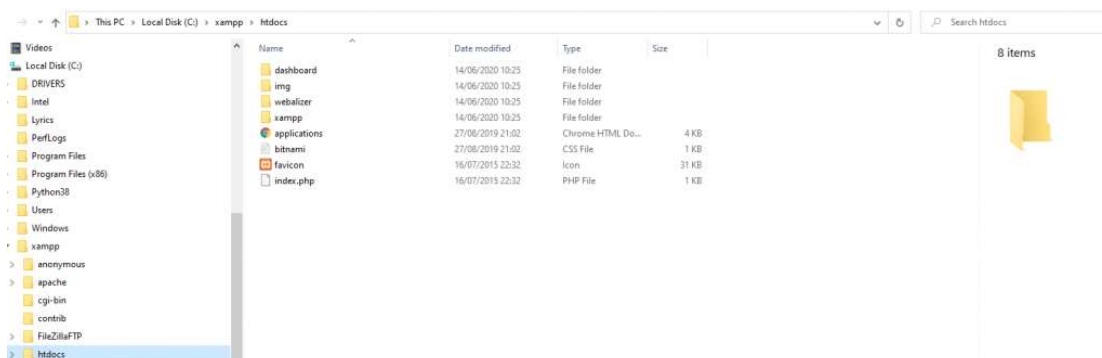 This PC > Local Disk (C:) > xampp > htdocs
Search htdocs
Videos
Local Disk (C:)
DRIVERS
Intel
Lyrics
PerfLogs
Program Files
Program Files (x86)
Python38
Users
Windows
xampp
anonymous
apache
cgi-bin
contrib
FileZillaFTP
htdocs
Name Date modified Type Size
dashboard 14/06/2020 10:25 File folder
img 14/06/2020 10:25 File folder
webalizer 14/06/2020 10:25 File folder
xampp 14/06/2020 10:25 File folder
applications 27/08/2019 21:02 Chrome HTML Do... 4 KB
bitnami 27/08/2019 21:02 CSS File 1 KB
favicon 16/07/2015 22:32 Icon 31 KB
index.php 16/07/2015 22:32 PHP File 1 KB
8 items